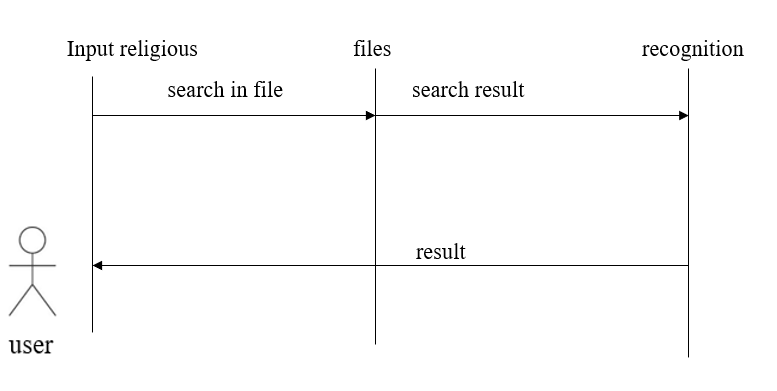 Input religious
files
recognition
search in file
search result
result
user